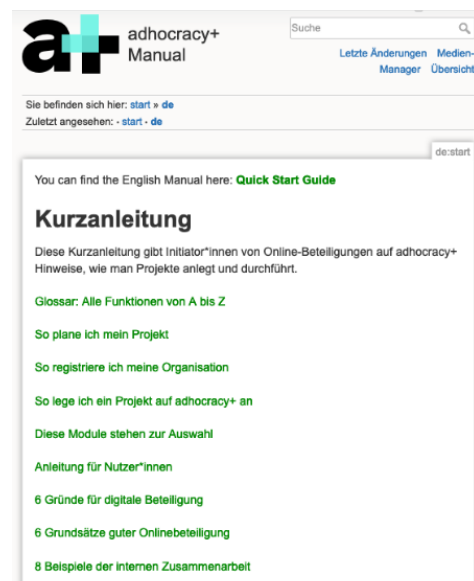 a+
adhocracy+
Manual
Suche
Letzte Änderungen Medien-
Manager Übersicht
Sie befinden sich hier: start » de
Zuletzt angesehen: - start - de
de:start
You can find the English Manual here: Quick Start Guide
Kurzanleitung
Diese Kurzanleitung gibt Initiator*innen von Online-Beteiligungen auf adhocracy+
Hinweise, wie man Projekte anlegt und durchführt.
Glossar: Alle Funktionen von A bis Z
So plane ich mein Projekt
So registriere ich meine Organisation
So lege ich ein Projekt auf adhocracy+ an
Diese Module stehen zur Auswahl
Anleitung für Nutzer*innen
6 Gründe für digitale Beteiligung
6 Grundsätze guter Onlinebeteiligung
8 Beispiele der internen Zusammenarbeit